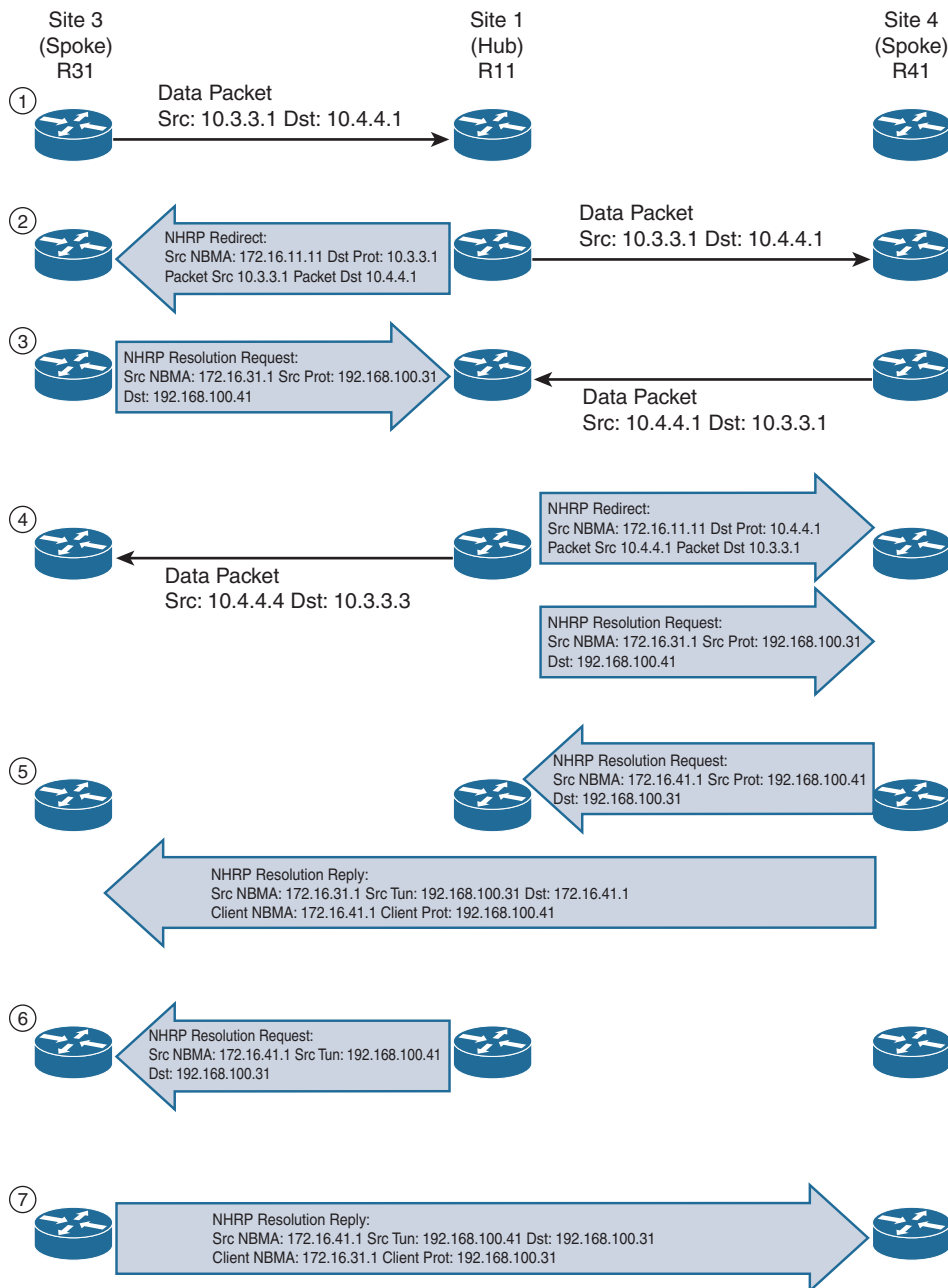 Site 3
(Spoke)
R31
Site 1
(Hub)
R11
Site 4
(Spoke)
R41
1
Data Packet
Src: 10.3.3.1 Dst: 10.4.4.1
2
NHRP Redirect:
Src NBMA: 172.16.11.11 Dst Prot: 10.3.3.1
Packet Src 10.3.3.1 Packet Dst 10.4.4.1
Data Packet
Src: 10.3.3.1 Dst: 10.4.4.1
3
NHRP Resolution Request:
Src NBMA: 172.16.31.1 Src Prot: 192.168.100.31
Dst: 192.168.100.41
Data Packet
Src: 10.4.4.1 Dst: 10.3.3.1
4
Data Packet
Src: 10.4.4.4 Dst: 10.3.3.3
NHRP Redirect:
Src NBMA: 172.16.11.11 Dst Prot: 10.4.4.1
Packet Src 10.4.4.1 Packet Dst 10.3.3.1
NHRP Resolution Request:
Src NBMA: 172.16.31.1 Src Prot: 192.168.100.31
Dst: 192.168.100.41
5
NHRP Resolution Request:
Src NBMA: 172.16.41.1 Src Prot: 192.168.100.41
Dst: 192.168.100.31
NHRP Resolution Reply:
Src NBMA: 172.16.31.1 Src Tun: 192.168.100.31 Dst: 172.16.41.1
Client NBMA: 172.16.41.1 Client Prot: 192.168.100.41
6
NHRP Resolution Request:
Src NBMA: 172.16.41.1 Src Tun: 192.168.100.41
Dst: 192.168.100.31
7
NHRP Resolution Reply:
Src NBMA: 172.16.41.1 Src Tun: 192.168.100.41 Dst: 192.168.100.31
Client NBMA: 172.16.31.1 Client Prot: 192.168.100.31